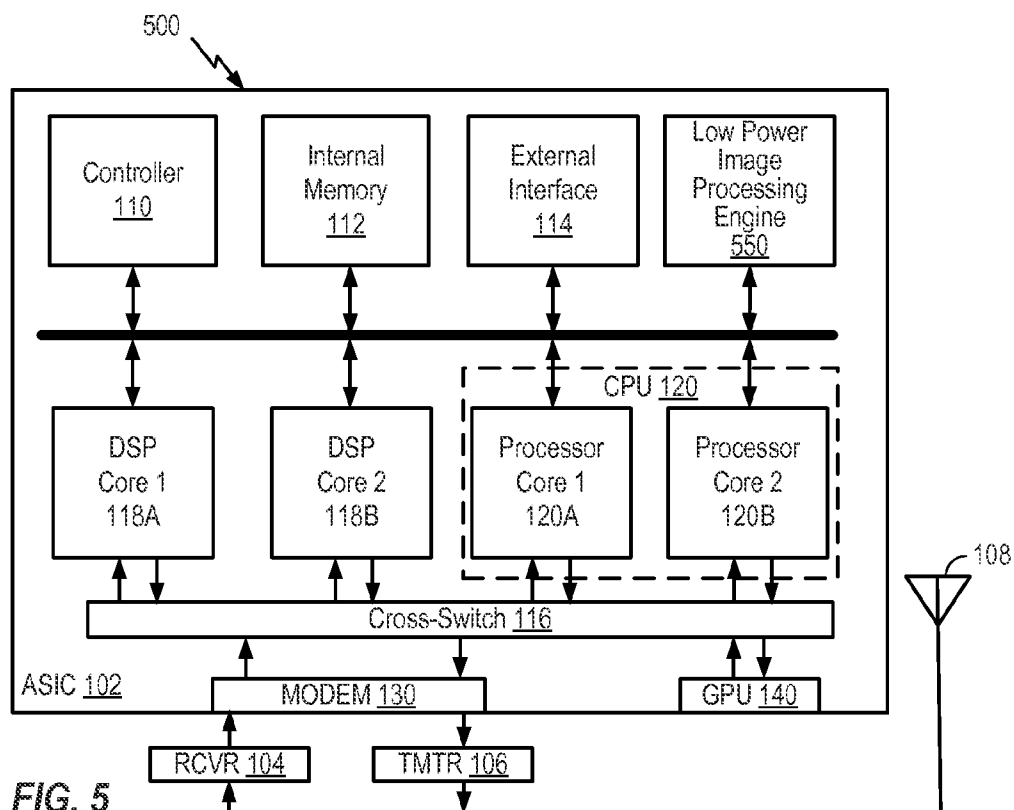 500
Controller
110
Internal
Memory
112
External
Interface
114
Low Power
Image
Processing
Engine
550
CPU 120
DSP
Core 1
118A
DSP
Core 2
118B
Processor
Core 1
120A
Processor
Core 2
120B
108
Cross-Switch 116
ASIC 102
MODEM 130
GPU 140
RCVR 104
TMTR 106
FIG. 5